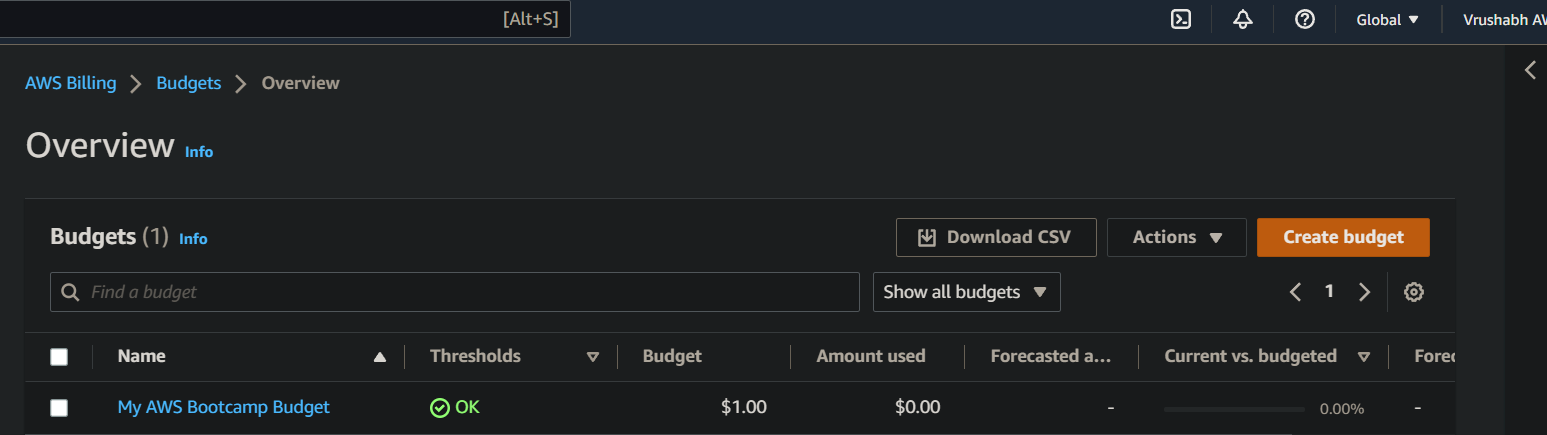 [Alt+S] Global Vrushabh AW
AWS Billing Budgets Overview
Overview Info
Budgets (1) Info Download CSV Actions Create budget
Find a budget Show all budgets 1
Name Thresholds Budget Amount used Forecasted a... Current vs. budgeted Forec
My AWS Bootcamp Budget OK $1.00 $0.00 - 0.00% -